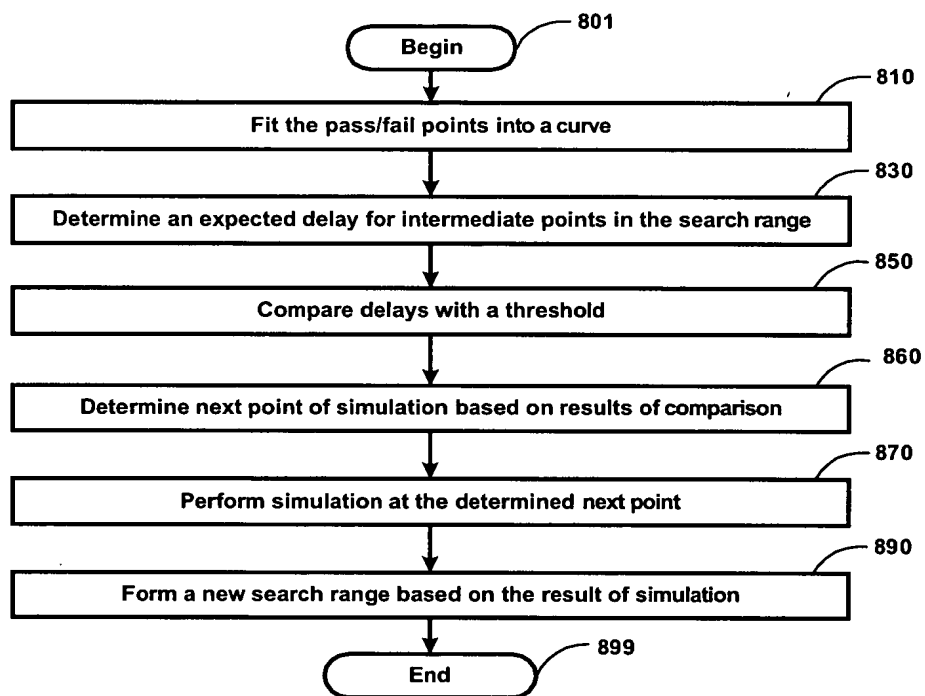 801
Begin
810
Fit the pass/fail points into a curve
830
Determine an expected delay for intermediate points in the search range
850
Compare delays with a threshold
860
Determine next point of simulation based on results of comparison
870
Perform simulation at the determined next point
890
Form a new search range based on the result of simulation
899
End